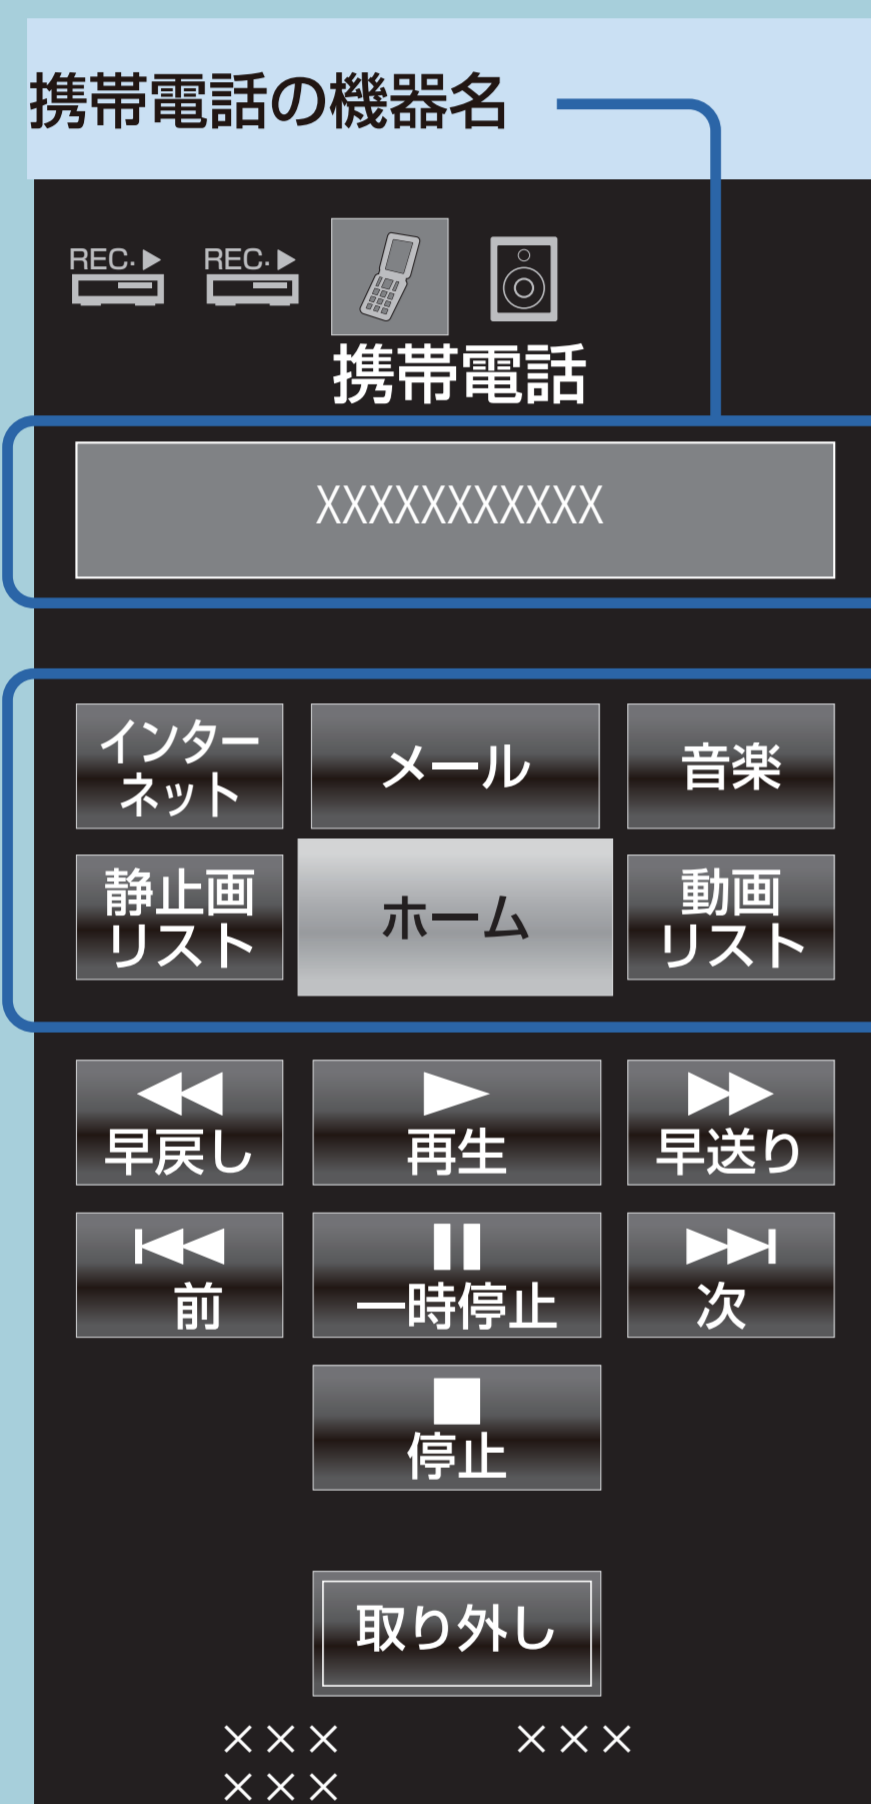 携帯電話の機器名
REC. REC.
携帯電話
XXXXXXXXXXX
インター
ネット
メール
音楽
静止画
リスト
ホーム
動画
リスト
早戻し
再生
早送り
前
一時停止
次
停止
取り外し
××× ×××
×××